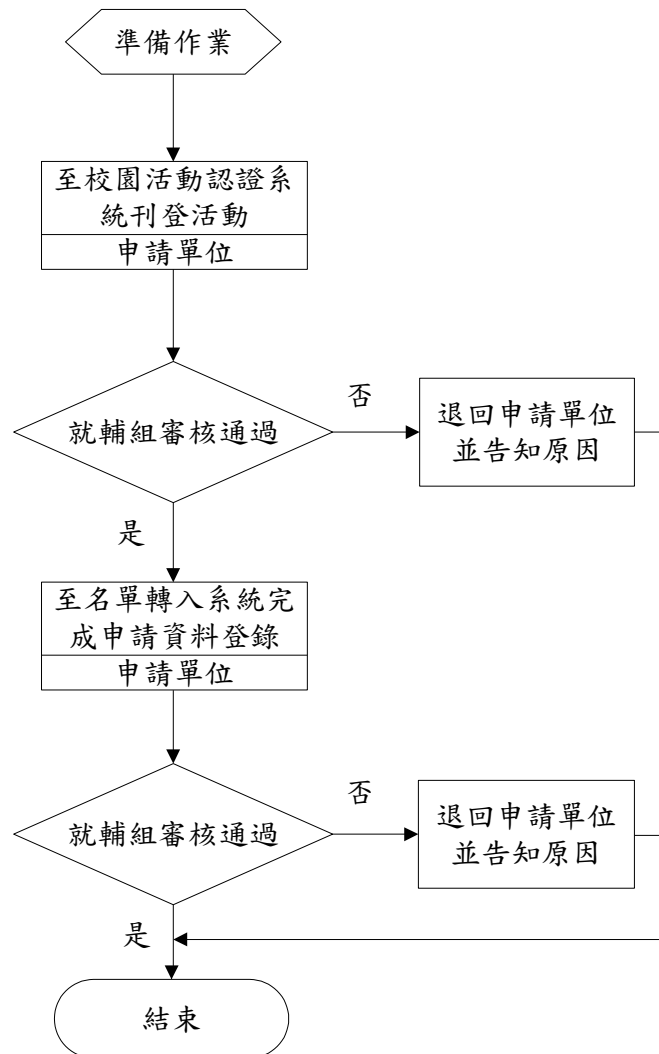 準備作業
至校園活動認證系
統刊登活動
申請單位
就輔組審核通過
否
退回申請單位
並告知原因
是
至名單轉入系統完
成申請資料登錄
申請單位
就輔組審核通過
否
退回申請單位
並告知原因
是
結束